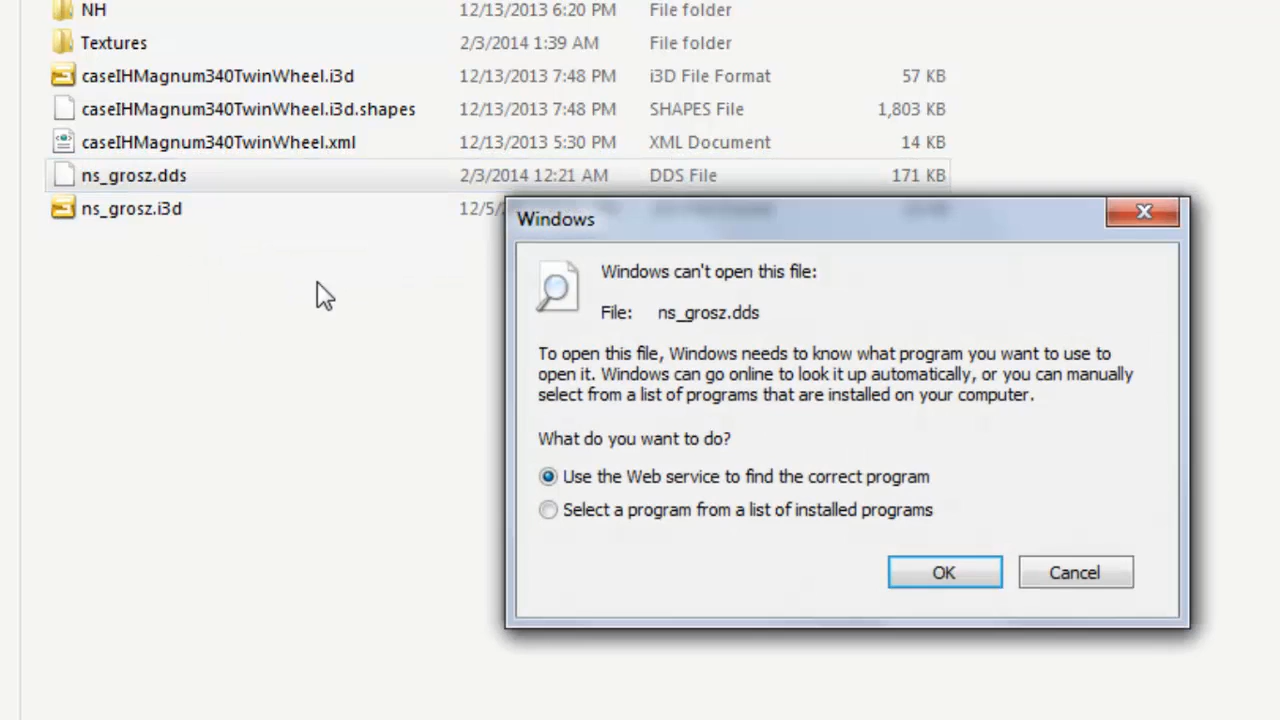 NH 12/13/2013 6:20 PM File folder
Textures 2/3/2014 1:39 AM File folder
caseIHMagnum340TwinWheel.i3d 12/13/2013 7:48 PM i3D File Format 57 KB
caseIHMagnum340TwinWheel.i3d.shapes 12/13/2013 7:48 PM SHAPES File 1,803 KB
caseIHMagnum340TwinWheel.xml 12/13/2013 5:30 PM XML Document 14 KB
ns_grosz.dds 2/3/2014 12:21 AM DDS File 171 KB
ns_grosz.i3d 12/5/
Windows
Windows can't open this file:
File: ns_grosz.dds
To open this file, Windows needs to know what program you want to use to
open it. Windows can go online to look it up automatically, or you can manually
select from a list of programs that are installed on your computer.
What do you want to do?
Use the Web service to find the correct program
Select a program from a list of installed programs
OK Cancel